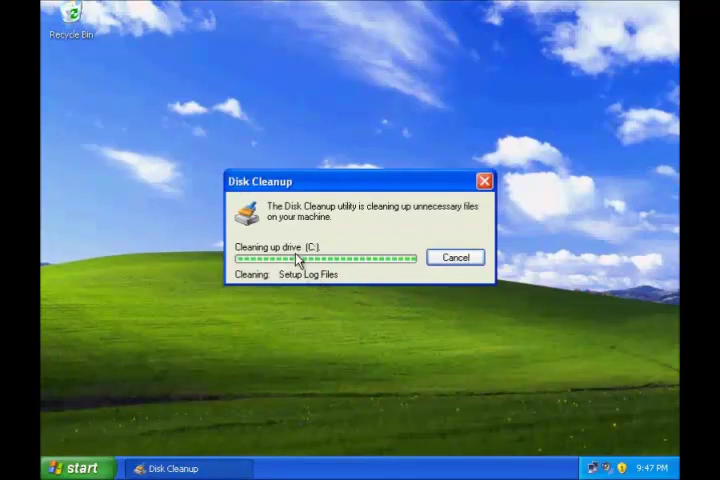 Recycle Bin
Disk Cleanup
The Disk Cleanup utility is cleaning up unnecessary files
on your machine.
Cleaning up drive (C:).
Cancel
Cleaning: Setup Log Files
start
Disk Cleanup
9:47 PM